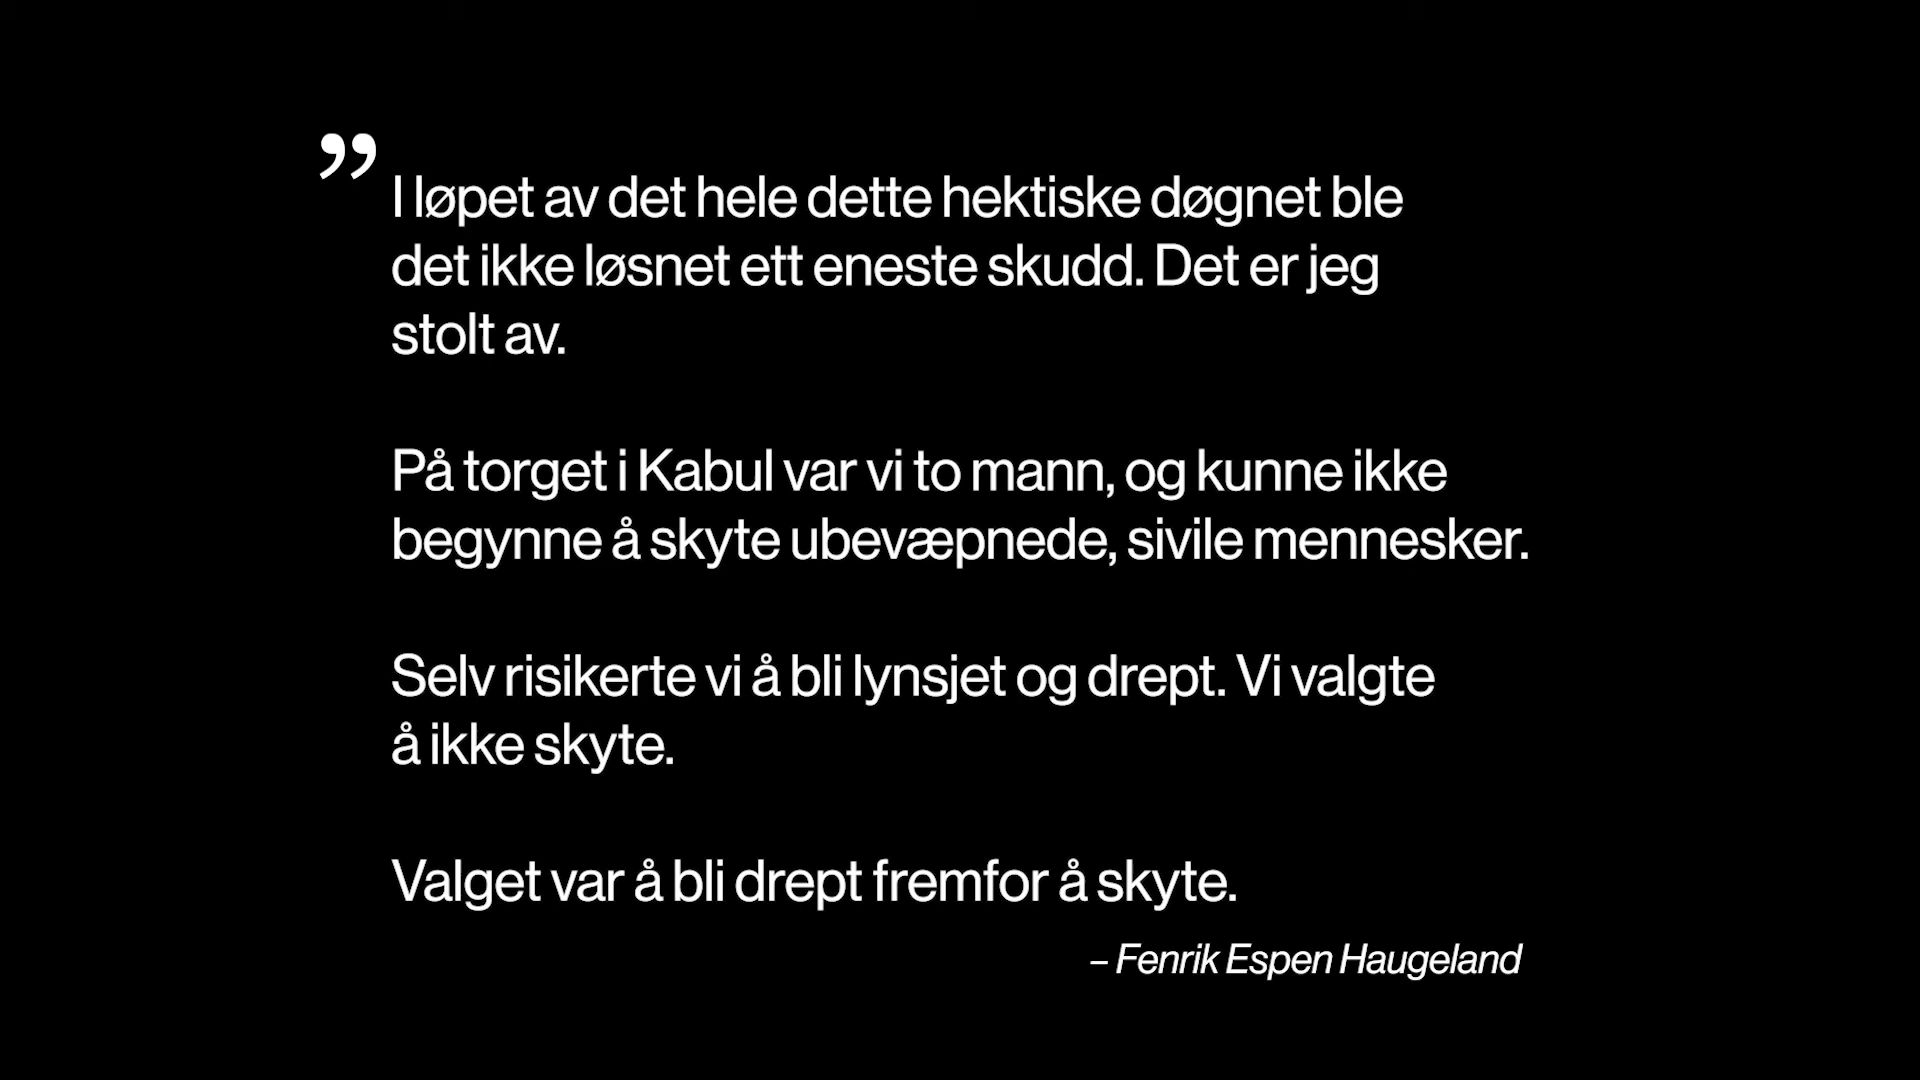 ”
I løpet av det hele dette hektiske døgnet ble
det ikke løsnet ett eneste skudd. Det er jeg
stolt av.
På torget i Kabul var vi to mann, og kunne ikke
begynne å skyte ubevæpnede, sivile mennesker.
Selv risikerte vi å bli lynsjet og drept. Vi valgte
å ikke skyte.
Valget var å bli drept fremfor å skyte.
– Fenrik Espen Haugeland